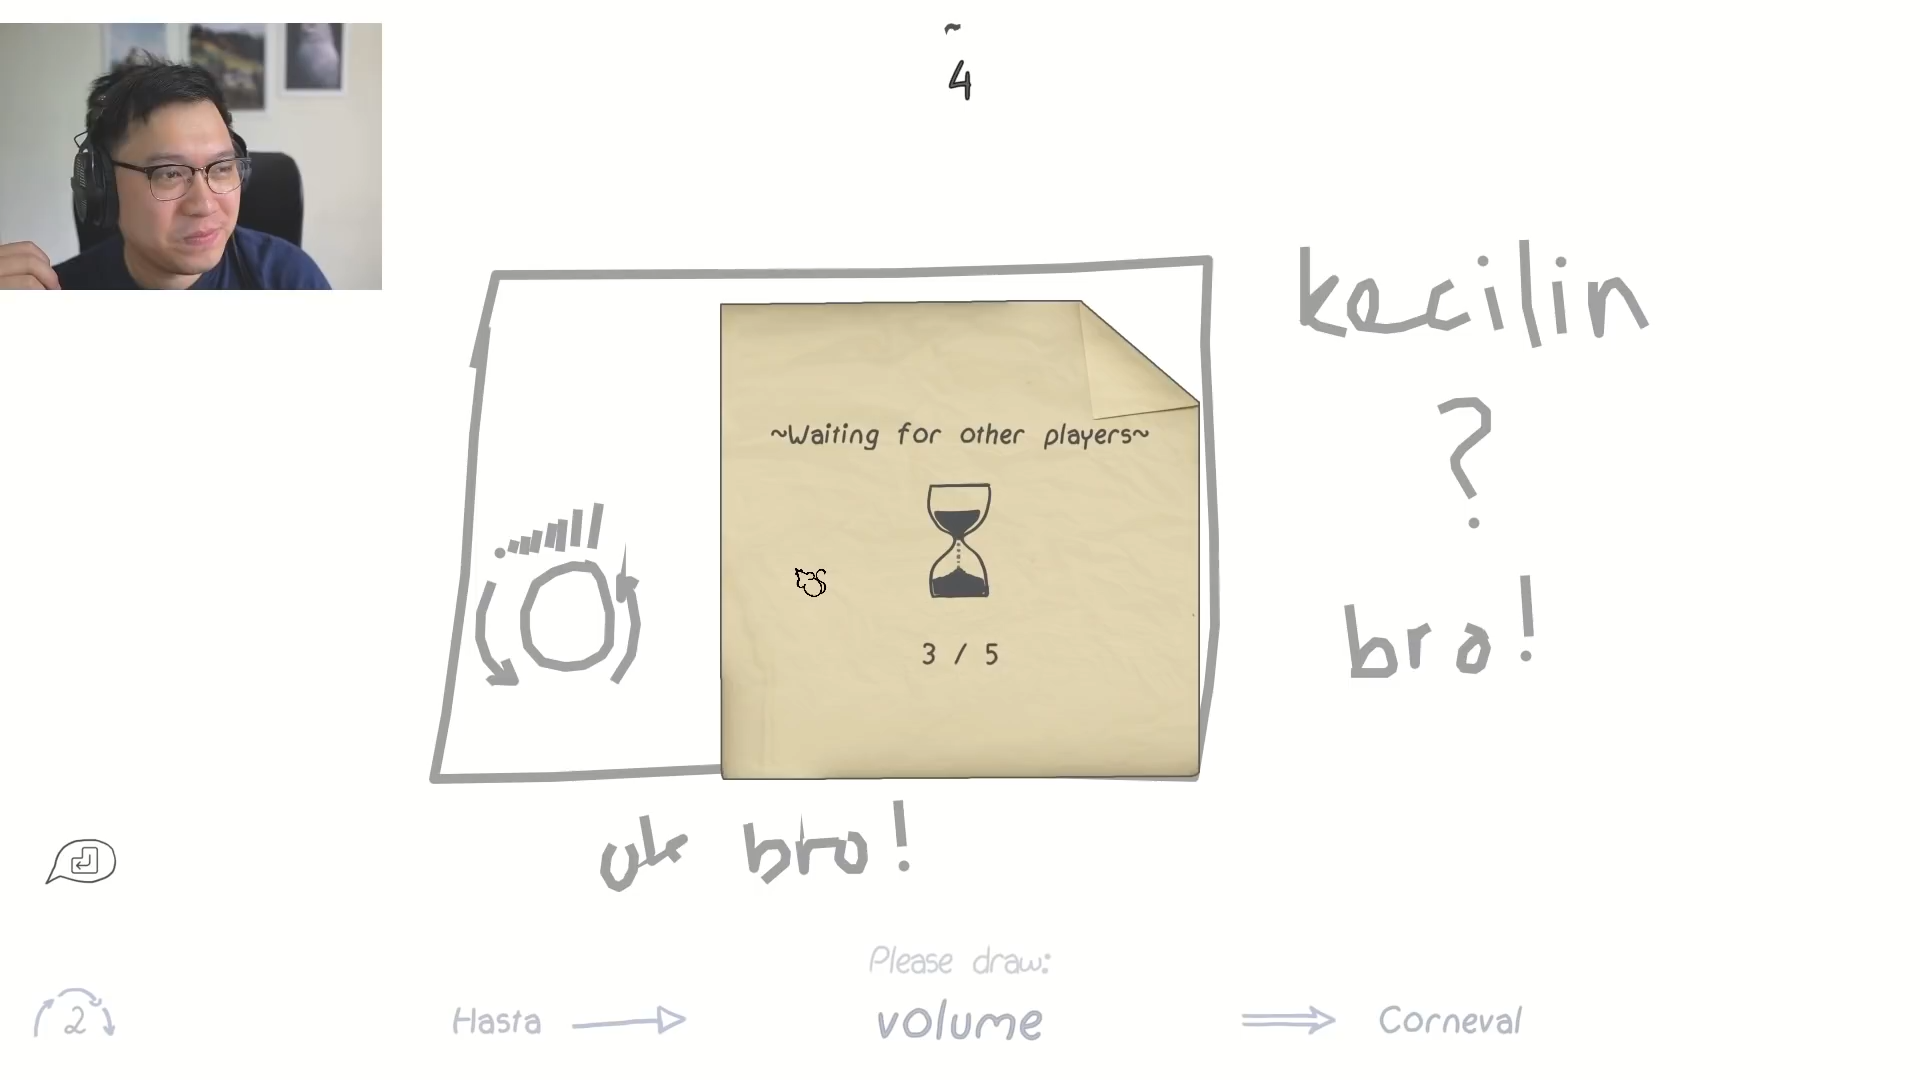 ~
4
kecilin
?
bro!
~Waiting for other players~
3 / 5
ok bro!
Please draw:
2
Hasta
volume
Corneval